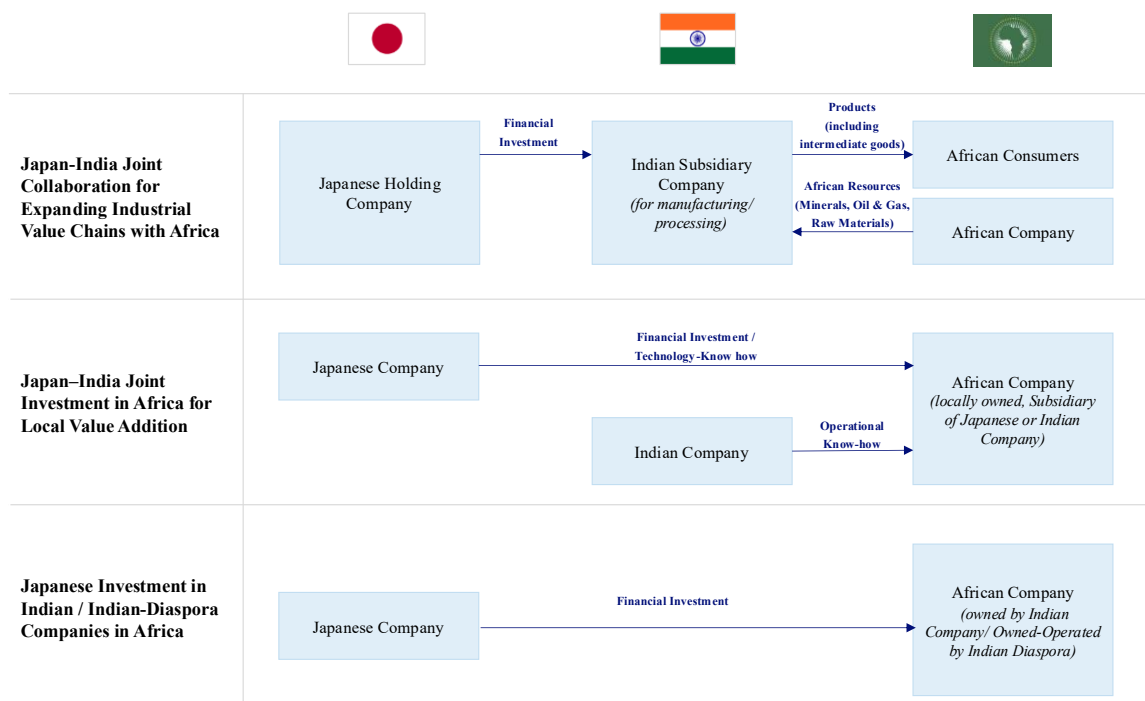 Japan-India Joint
Collaboration for
Expanding Industrial
Value Chains with Africa
Japanese Holding
Company
Financial
Investment
Indian Subsidiary
Company
(for manufacturing/
processing)
Products
(including
intermediate goods)
African Resources
(Minerals, Oil & Gas,
Raw Materials)
African Consumers
African Company
Japan–India Joint
Investment in Africa for
Local Value Addition
Japanese Company
Financial Investment /
Technology-Know how
Indian Company
Operational
Know-how
African Company
(locally owned, Subsidiary
of Japanese or Indian
Company)
Japanese Investment in
Indian / Indian-Diaspora
Companies in Africa
Japanese Company
Financial Investment
African Company
(owned by Indian
Company/ Owned-Operated
by Indian Diaspora)